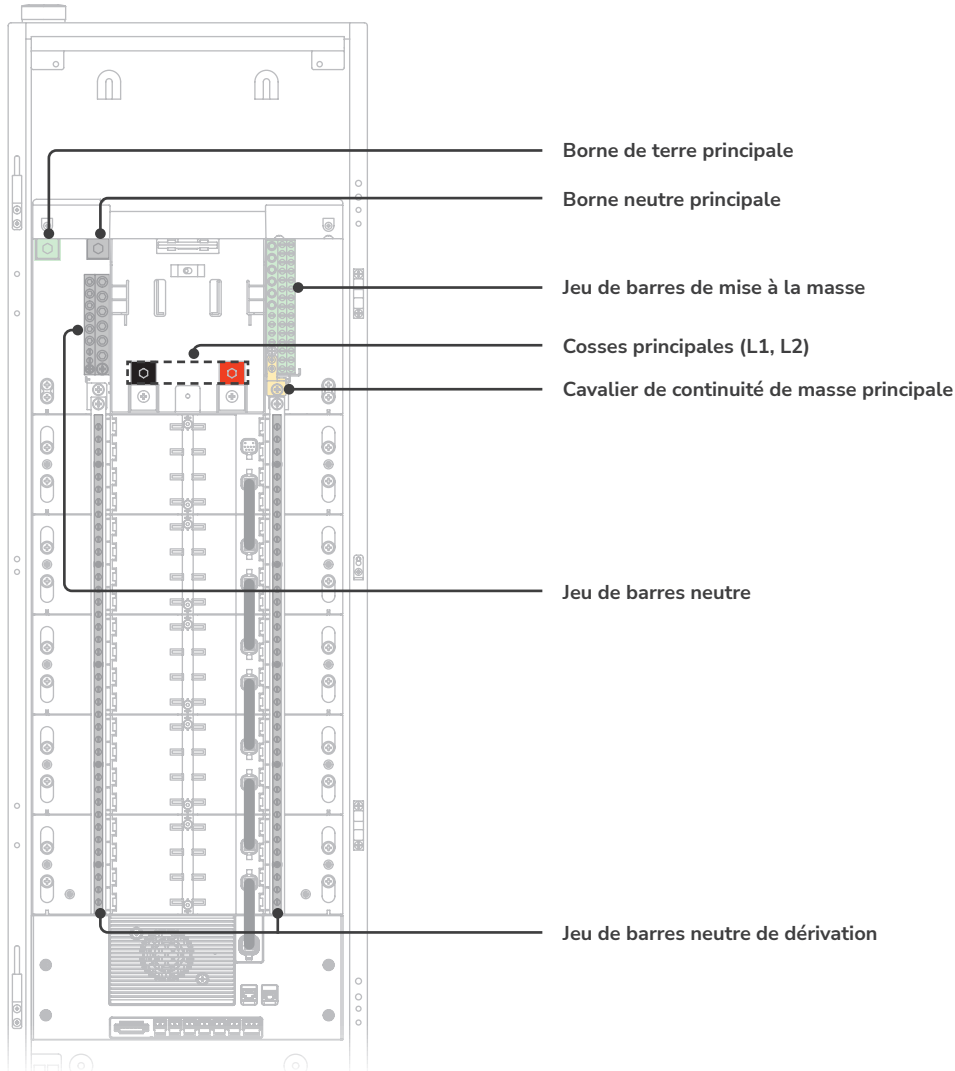 Borne de terre principale
Borne neutre principale
Jeu de barres de mise à la masse
Cosses principales (L1, L2)
Cavalier de continuité de masse principale
Jeu de barres neutre
Jeu de barres neutre de dérivation